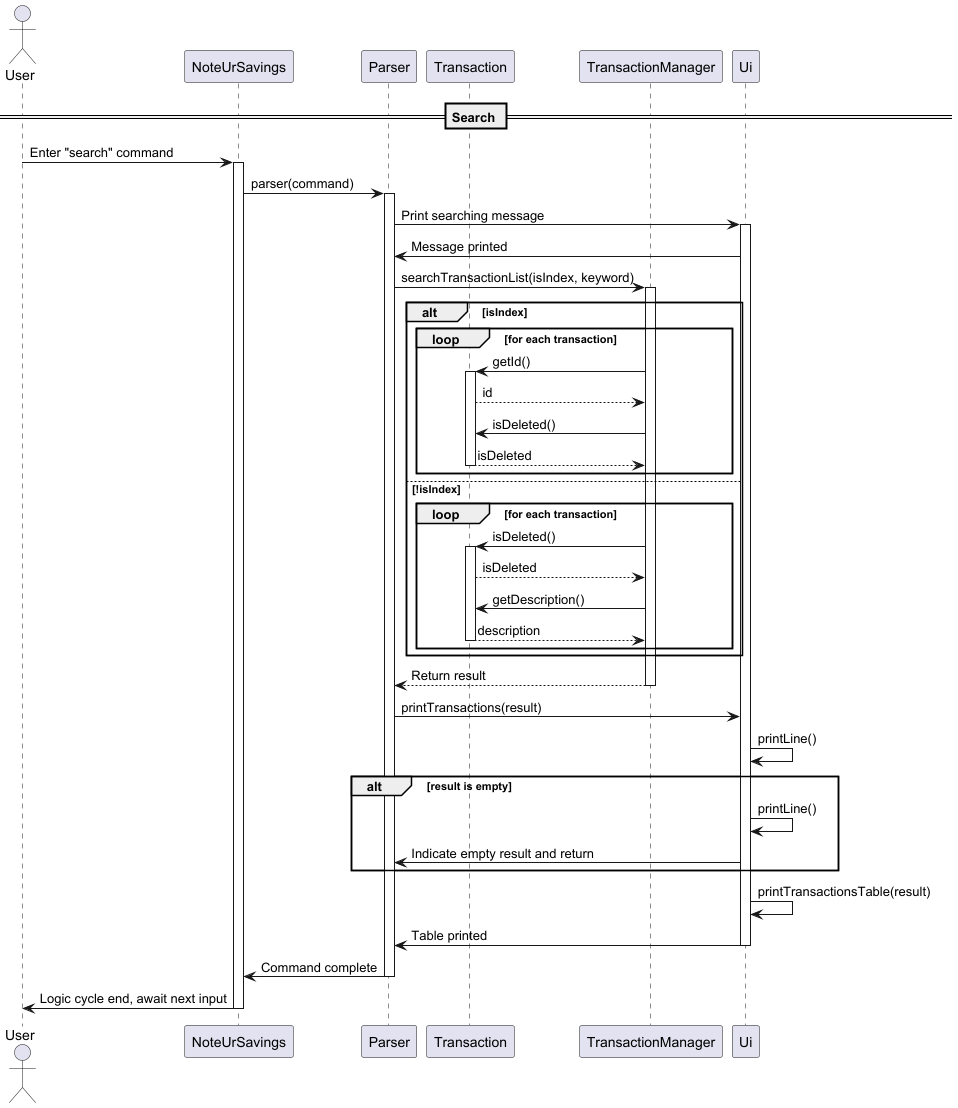 User
NoteUrSavings
Parser
Transaction
TransactionManager
Ui
Search
Enter "search" command
parser(command)
Print searching message
Message printed
searchTransactionList(isIndex, keyword)
alt [isIndex]
loop [for each transaction]
getId()
id
isDeleted()
isDeleted
[!isIndex]
loop [for each transaction]
isDeleted()
isDeleted
getDescription()
description
Return result
printTransactions(result)
printLine()
alt [result is empty]
printLine()
Indicate empty result and return
printTransactionsTable(result)
Table printed
Command complete
Logic cycle end, await next input
User
NoteUrSavings
Parser
Transaction
TransactionManager
Ui